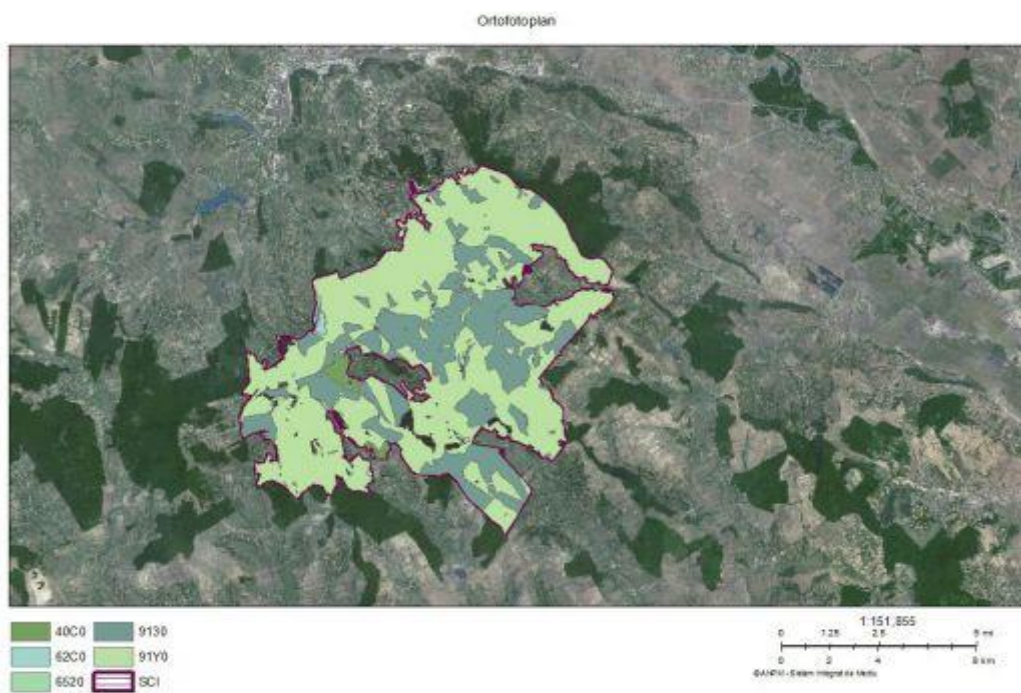 Ortofotoplan
40C0 9130
62C0 91Y0
6520 SCI
1:151,855
0 1.25 2.5 5 mi
0 2 4 8 km
©ANPM - Sistem Integrat de Mediu